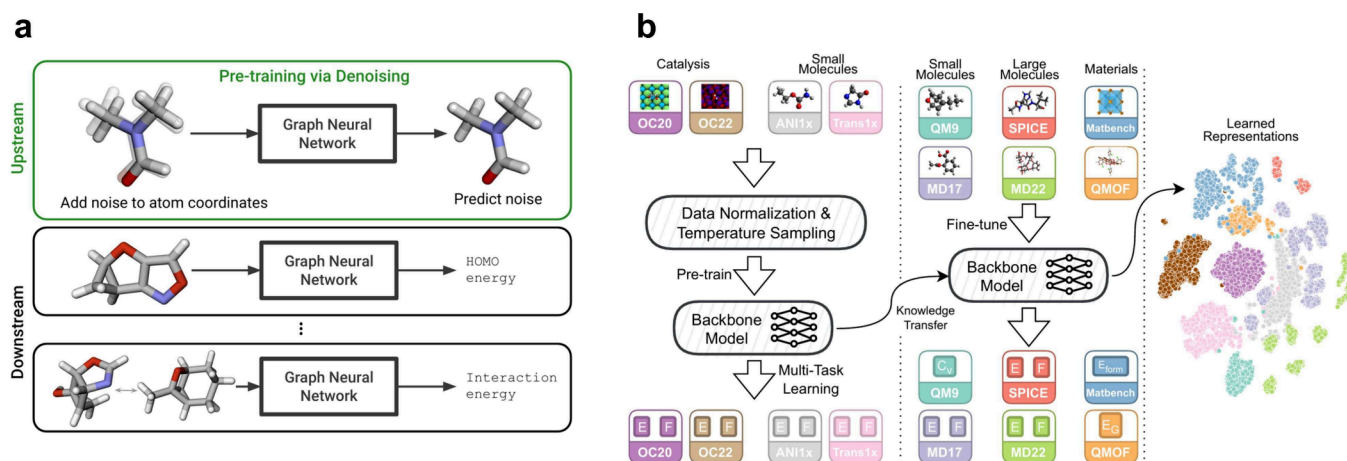 a
Pre-training via Denoising
Upstream
Graph Neural
Network
Add noise to atom coordinates
Predict noise
Downstream
Graph Neural
Network
HOMO
energy
Graph Neural
Network
Interaction
energy
b
Catalysis
Small
Molecules
OC20
OC22
ANI1x
Trans1x
Data Normalization &
Temperature Sampling
Pre-train
Backbone
Model
Multi-Task
Learning
E F
OC20
E F
OC22
E F
ANI1x
E F
Trans1x
Knowledge
Transfer
Small
Molecules
Large
Molecules
Materials
QM9
SPICE
Matbench
MD17
MD22
QMOF
Fine-tune
Backbone
Model
Cv
QM9
E F
SPICE
Eform
Matbench
E F
MD17
E F
MD22
EG
QMOF
Learned
Representations